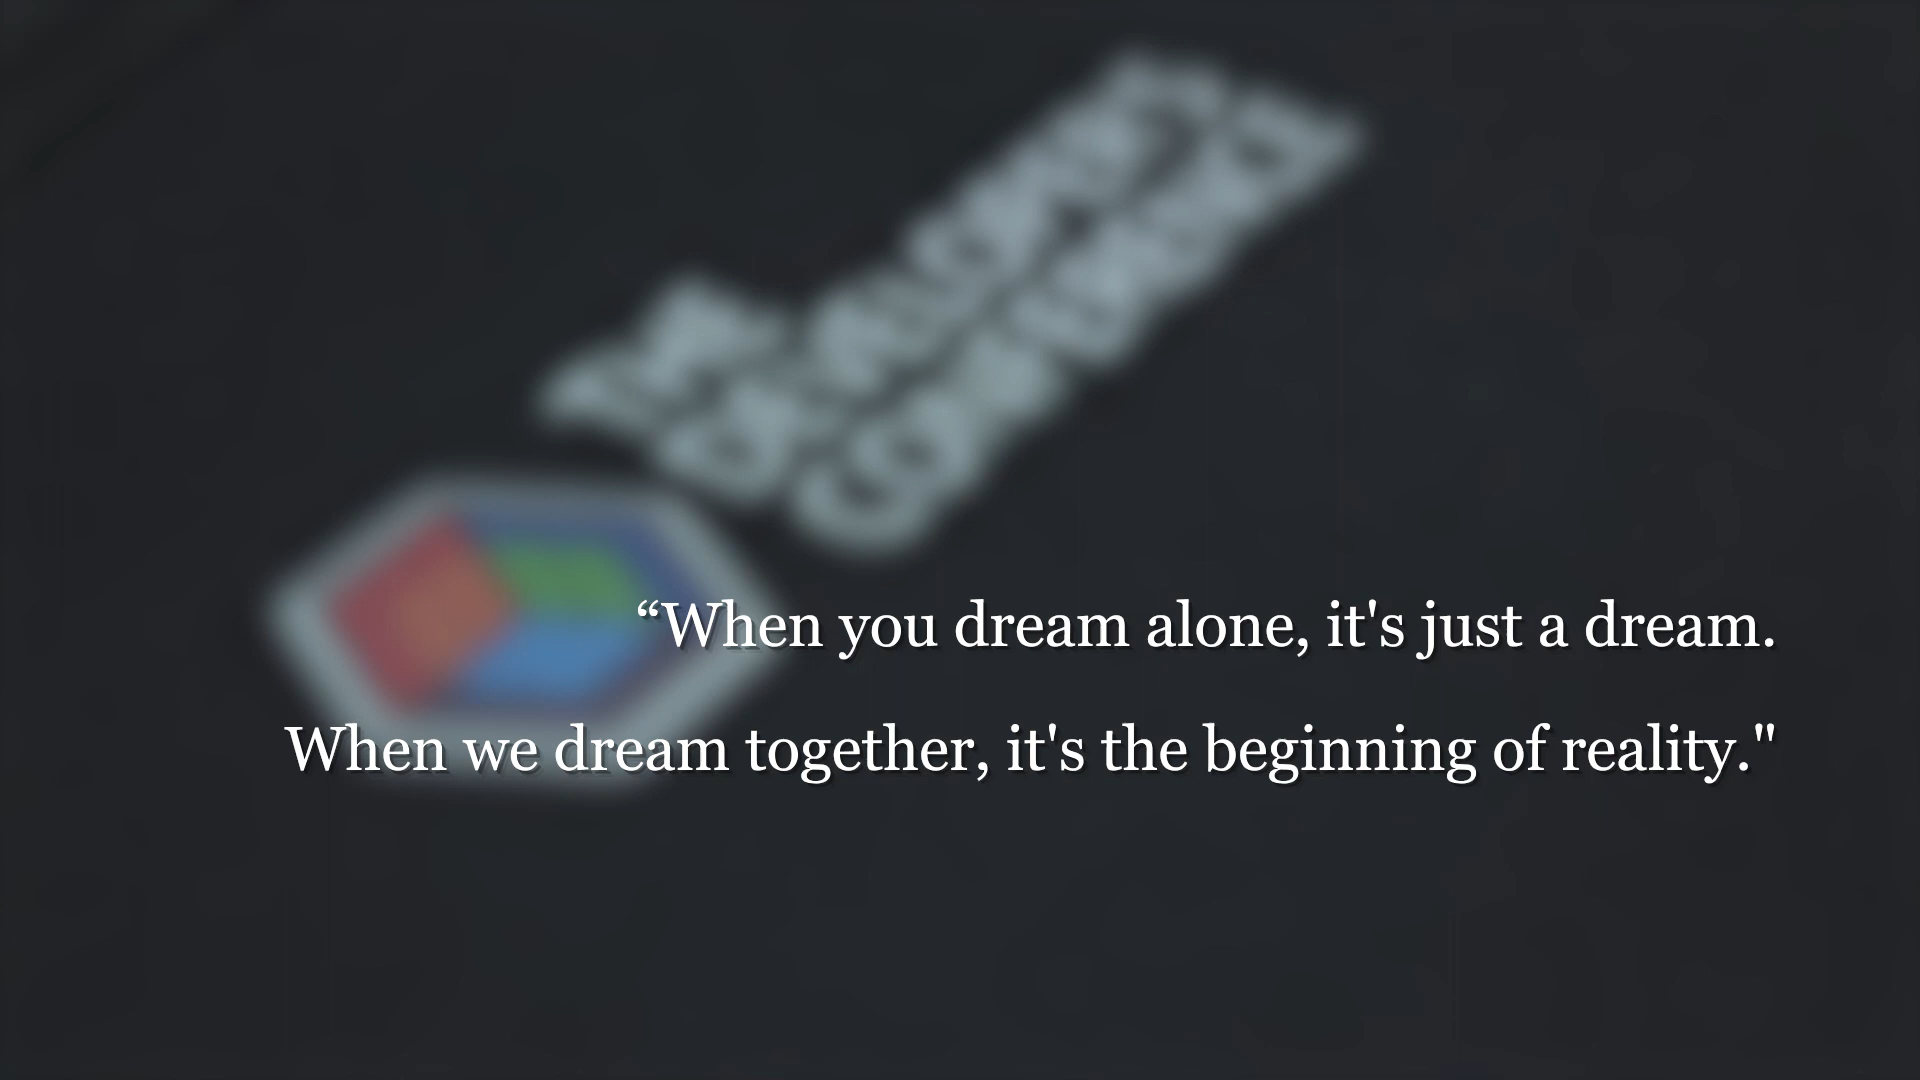 “When you dream alone, it's just a dream.
When we dream together, it's the beginning of reality."